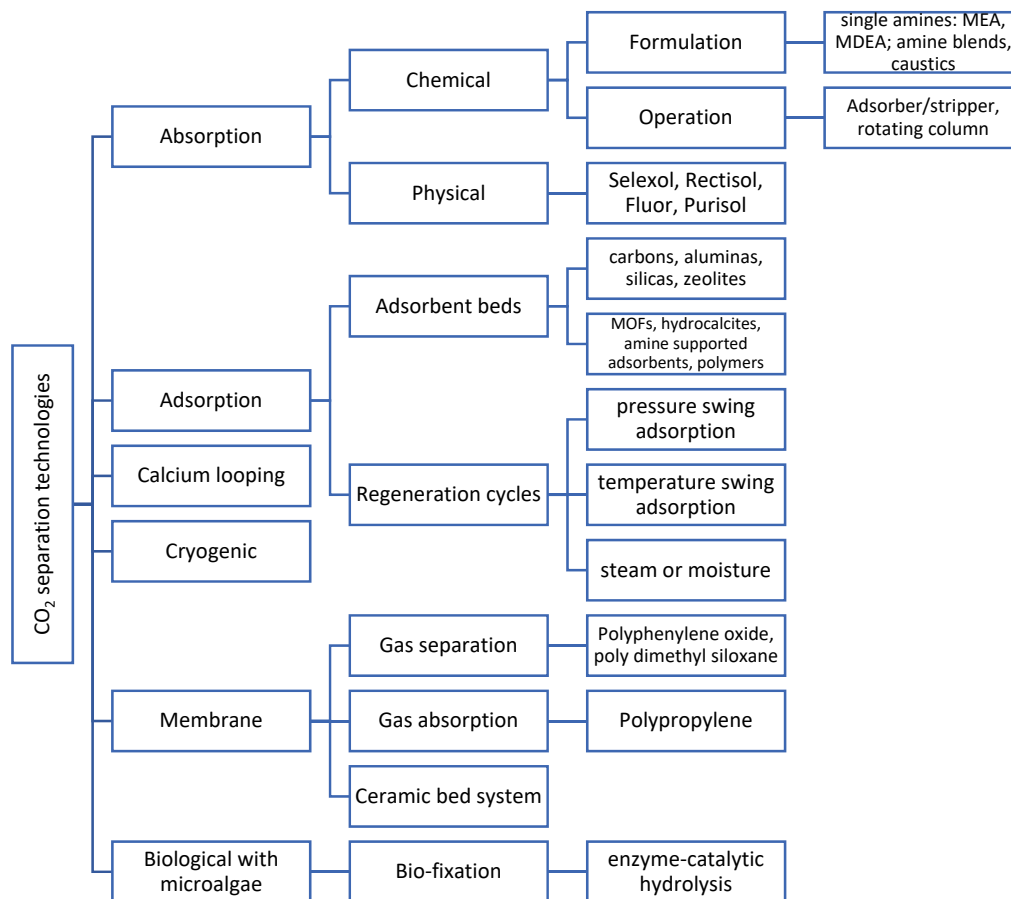 CO₂ separation technologies
Absorption
Chemical
Formulation
single amines: MEA,
MDEA; amine blends,
caustics
Operation
Adsorber/stripper,
rotating column
Physical
Selexol, Rectisol,
Fluor, Purisol
Adsorption
Adsorbent beds
carbons, aluminas,
silicas, zeolites
MOFs, hydrocalcites,
amine supported
adsorbents, polymers
Regeneration cycles
pressure swing
adsorption
temperature swing
adsorption
steam or moisture
Calcium looping
Cryogenic
Membrane
Gas separation
Polyphenylene oxide,
poly dimethyl siloxane
Gas absorption
Polypropylene
Ceramic bed system
Biological with
microalgae
Bio-fixation
enzyme-catalytic
hydrolysis